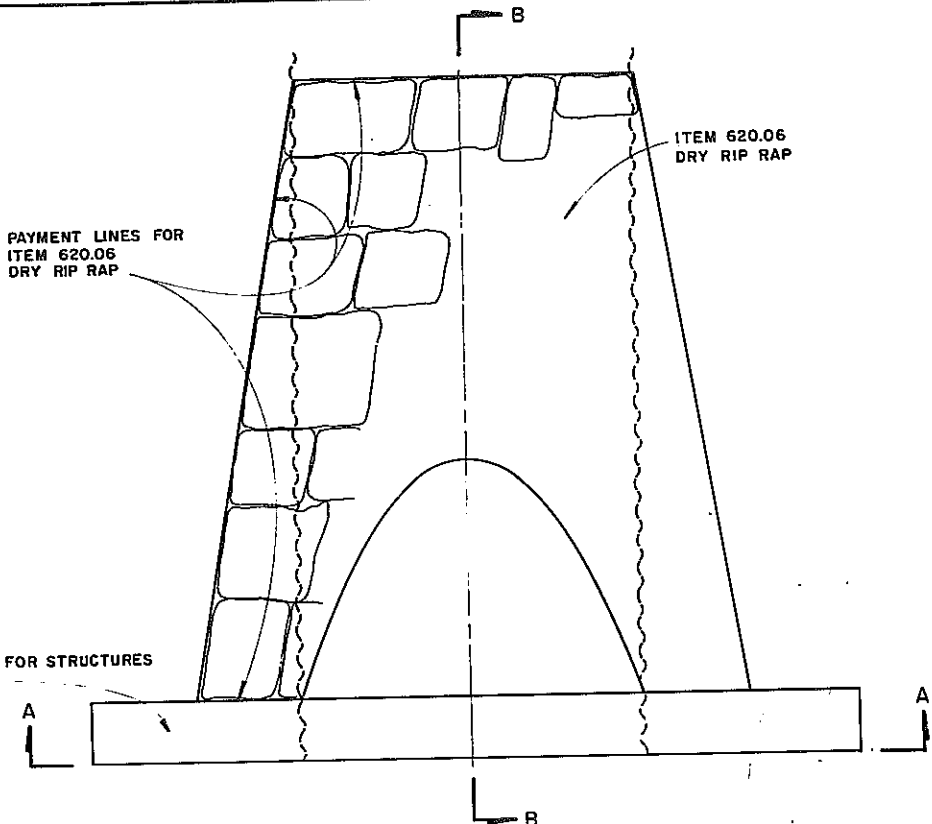 B
ITEM 620.06
DRY RIP RAP
PAYMENT LINES FOR
ITEM 620.06
DRY RIP RAP
FOR STRUCTURES
A
A
B